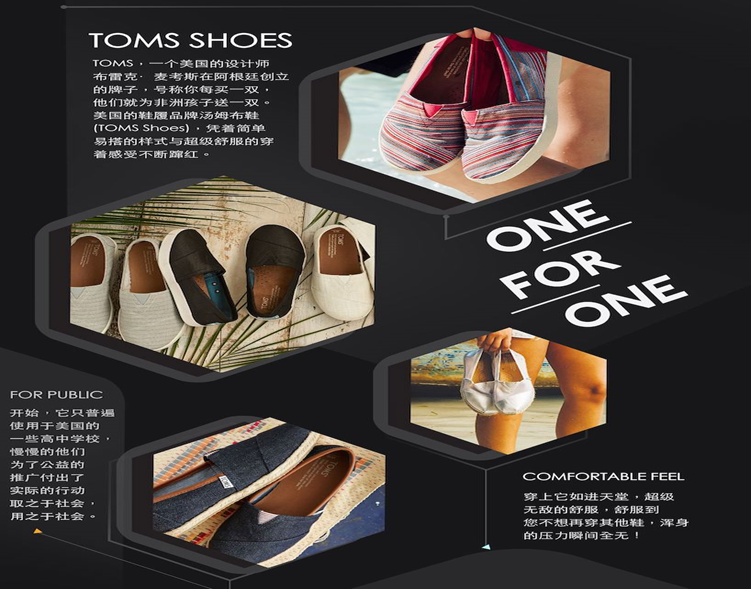 TOMS SHOES
TOMS，一个美国的设计师
布雷克· 麦考斯在阿根廷创立
的牌子，号称你每买一双，
他们就为非洲孩子送一双。
美国的鞋履品牌汤姆布鞋
(TOMS Shoes)，凭着简单
易搭的样式与超级舒服的穿
着感受不断蹿红。
ONE
FOR
ONE
FOR PUBLIC
开始，它只普遍
使用于美国的
一些高中学校，
慢慢的他们
为了公益的
推广付出了
实际的行动
取之于社会，
用之于社会。
COMFORTABLE FEEL
穿上它如进天堂，超级
无敌的舒服，舒服到
您不想再穿其他鞋，浑身
的压力瞬间全无！
TOMS
TOMS